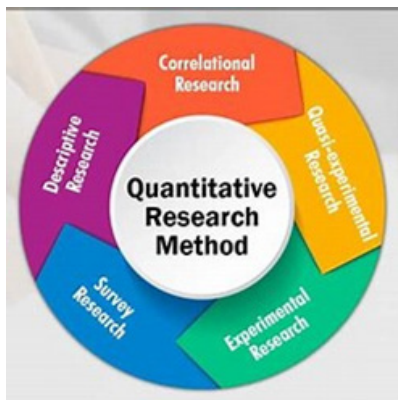 Correlational
Research
Quasi-experimental
Research
Experimental
Research
Survey
Research
Descriptive
Research
Quantitative
Research
Method